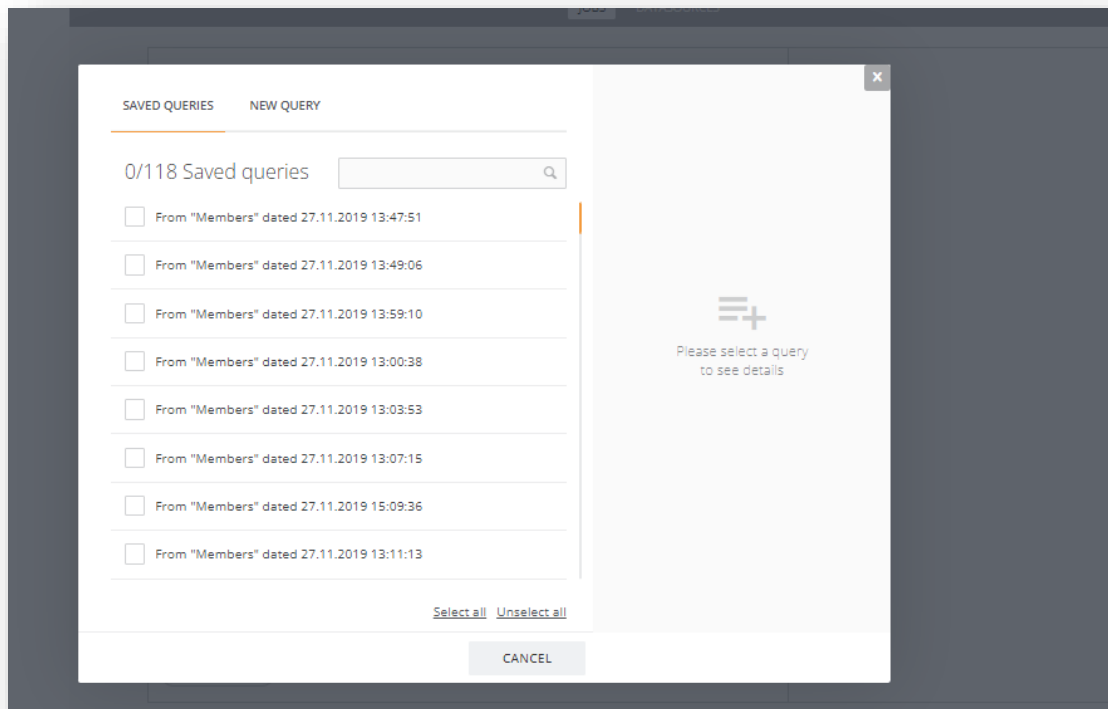 JOBS DATASOURCES
x
SAVED QUERIES NEW QUERY
0/118 Saved queries
From "Members" dated 27.11.2019 13:47:51
From "Members" dated 27.11.2019 13:49:06
From "Members" dated 27.11.2019 13:59:10
From "Members" dated 27.11.2019 13:00:38
From "Members" dated 27.11.2019 13:03:53
From "Members" dated 27.11.2019 13:07:15
From "Members" dated 27.11.2019 15:09:36
From "Members" dated 27.11.2019 13:11:13
Please select a query
to see details
Select all Unselect all
CANCEL